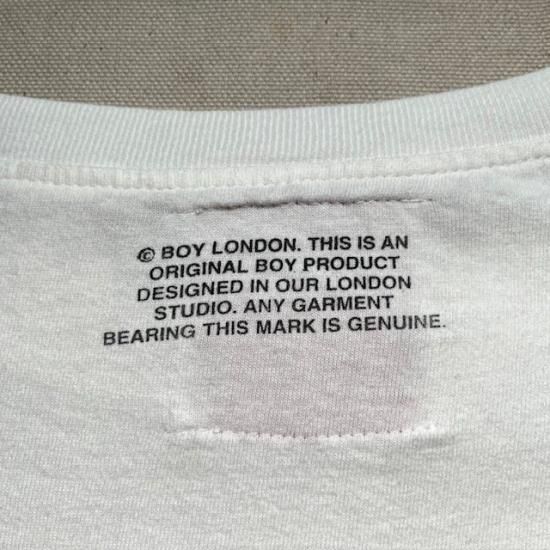 © BOY LONDON. THIS IS AN
ORIGINAL BOY PRODUCT
DESIGNED IN OUR LONDON
STUDIO. ANY GARMENT
BEARING THIS MARK IS GENUINE.